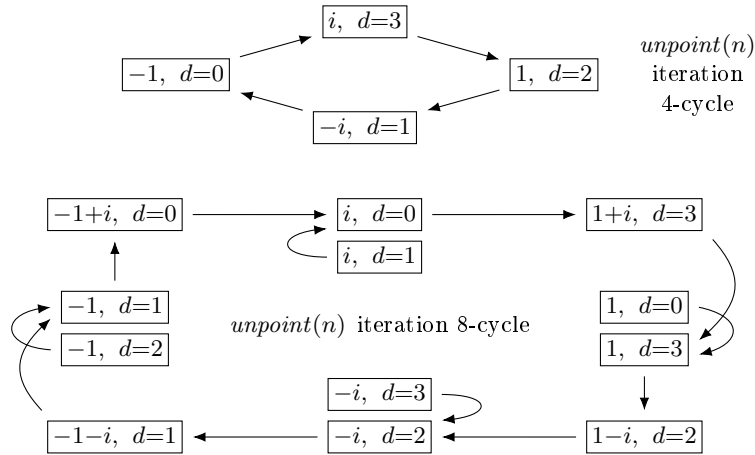 i, d=3
−1, d=0
1, d=2
−i, d=1
unpoint(n)
iteration
4-cycle
−1+i, d=0
i, d=0
1+i, d=3
i, d=1
−1, d=1
1, d=0
unpoint(n) iteration 8-cycle
−1, d=2
1, d=3
−i, d=3
−1−i, d=1
−i, d=2
1−i, d=2